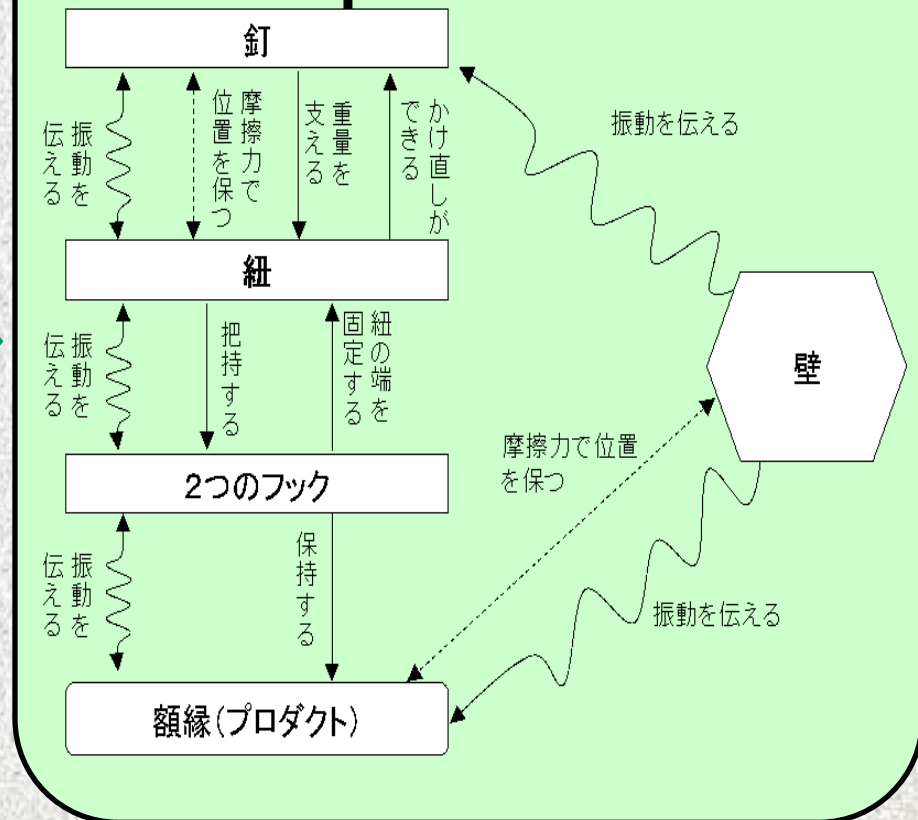 釘
振動を
伝える
摩擦力で
位置を保つ
重量を
支える
かけ直しが
できる
振動を伝える
紐
振動を
伝える
把持する
紐の端を
固定する
壁
摩擦力で位置
を保つ
2つのフック
振動を
伝える
保持する
振動を伝える
額縁(プロダクト)